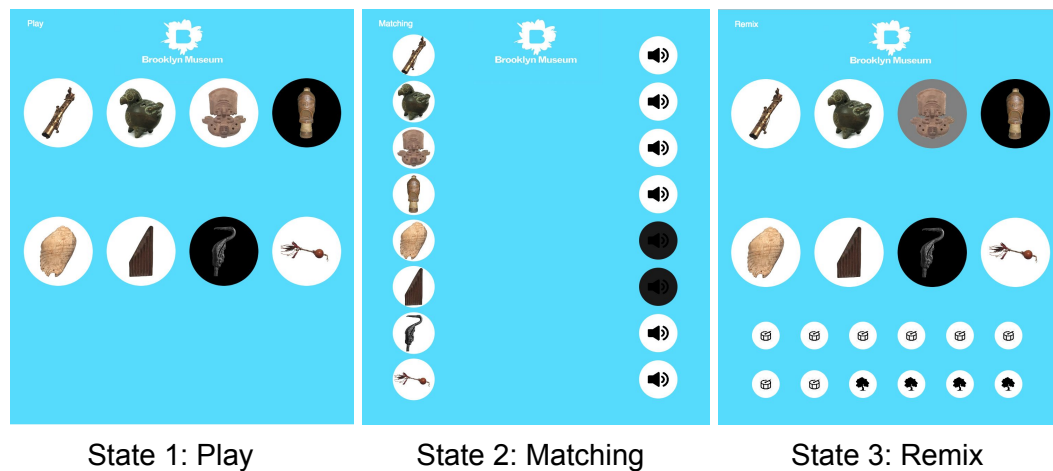 Play
Brooklyn Museum
Matching
Brooklyn Museum
Remix
Brooklyn Museum
State 1: Play
State 2: Matching
State 3: Remix